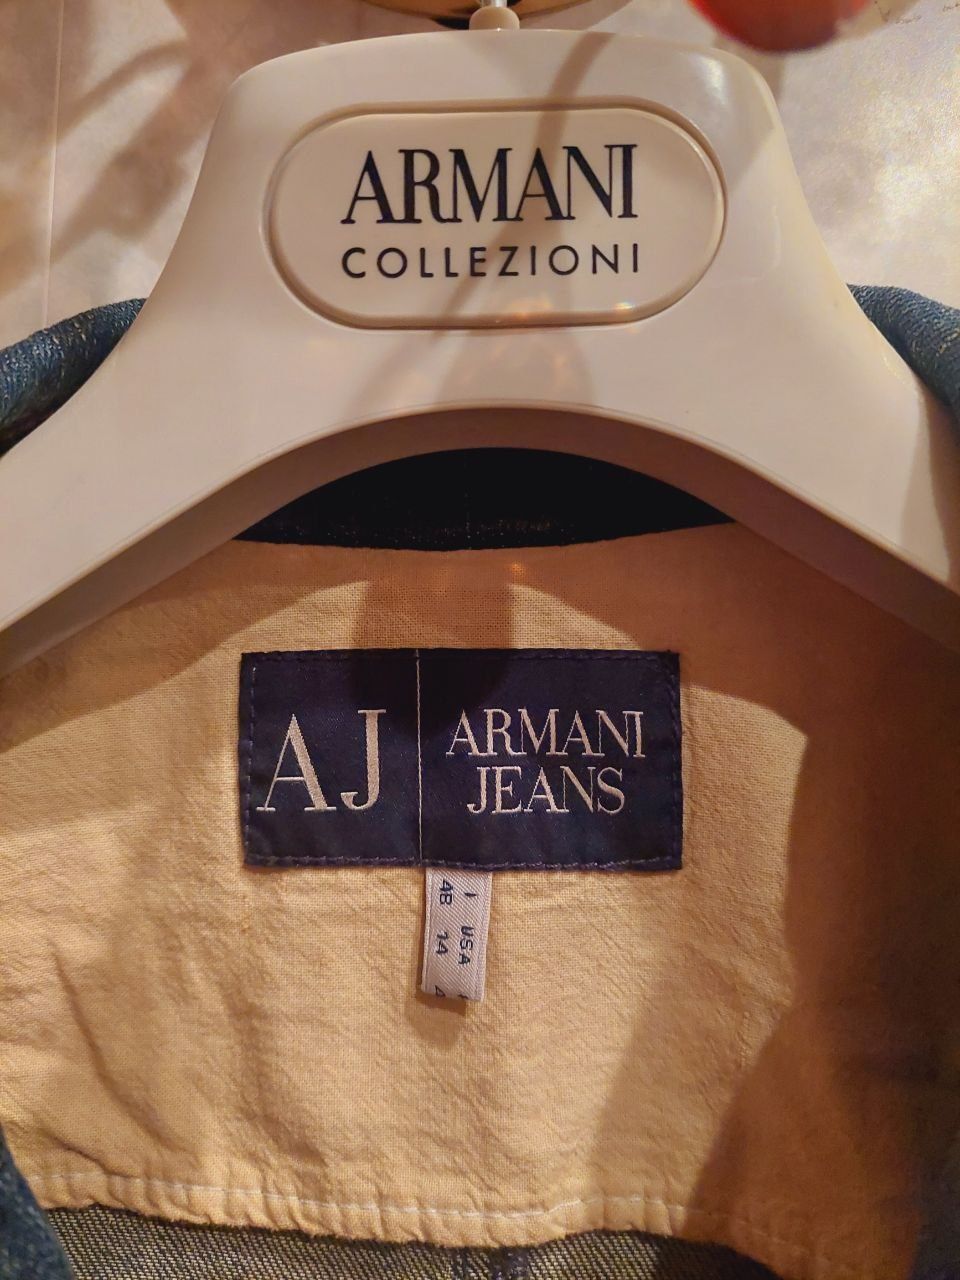 ARMANI
COLLEZIONI
AJ
ARMANI
JEANS
I USA
48 14